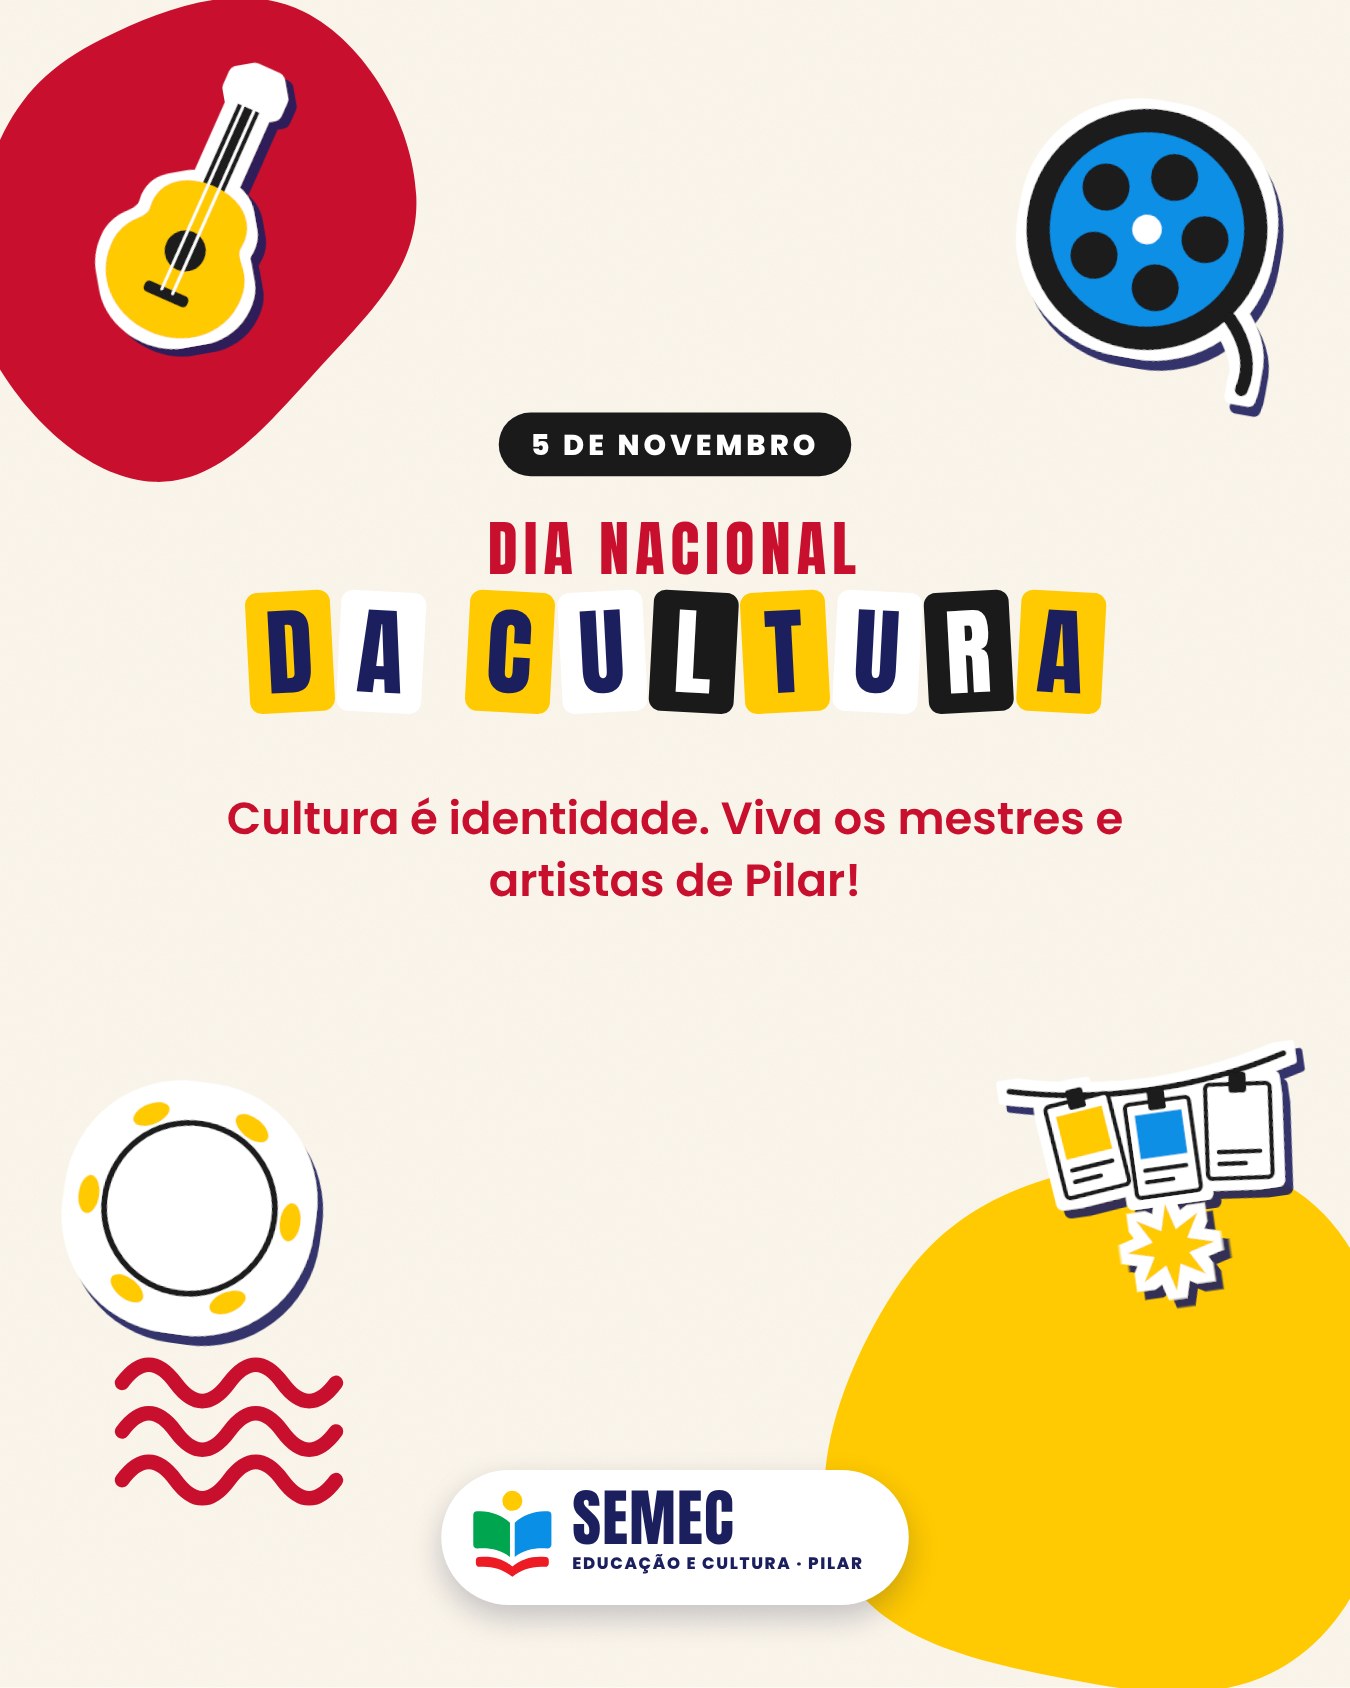 5 DE NOVEMBRO
DIA NACIONAL
DA CULTURA
Cultura é identidade. Viva os mestres e
artistas de Pilar!
SEMEC
EDUCAÇÃO E CULTURA · PILAR